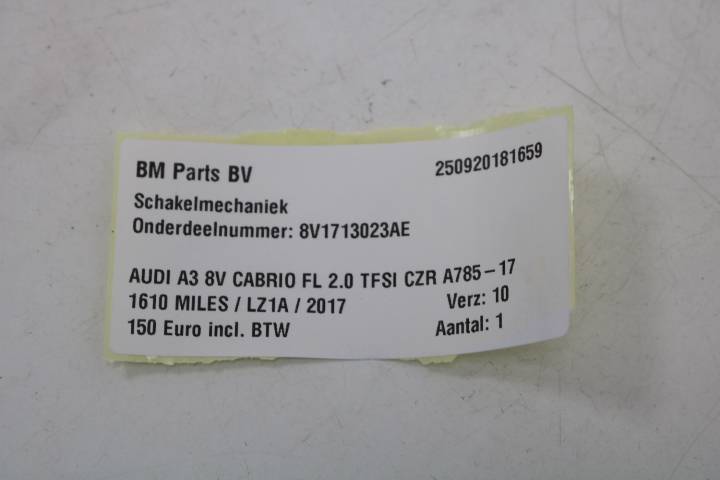 BM Parts BV 250920181659
Schakelmechaniek
Onderdeelnummer: 8V1713023AE
AUDI A3 8V CABRIO FL 2.0 TFSI CZR A785-17
1610 MILES / LZ1A / 2017 Verz: 10
150 Euro incl. BTW Aantal: 1